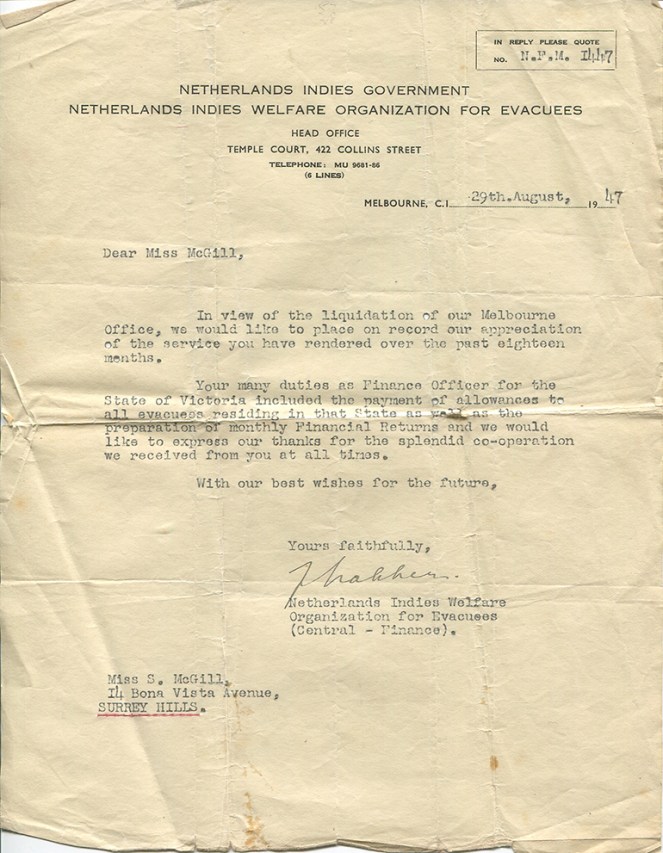 IN REPLY PLEASE QUOTE
NO. N.F.M. 1447
NETHERLANDS INDIES GOVERNMENT
NETHERLANDS INDIES WELFARE ORGANIZATION FOR EVACUEES
HEAD OFFICE
TEMPLE COURT, 422 COLLINS STREET
TELEPHONE: MU 9681-86
(6 LINES)
MELBOURNE, C.1 29th.August, 1947
Dear Miss McGill,
In view of the liquidation of our Melbourne
Office, we would like to place on record our appreciation
of the service you have rendered over the past eighteen
months.
Your many duties as Finance Officer for the
State of Victoria included the payment of allowances to
all evacuees residing in that State as well as the
preparation of monthly Financial Returns and we would
like to express our thanks for the splendid co-operation
we received from you at all times.
With our best wishes for the future,
Yours faithfully,
Netherlands Indies Welfare
Organization for Evacuees
(Central - Finance).
Miss S. McGill,
14 Bona Vista Avenue,
SURREY HILLS.